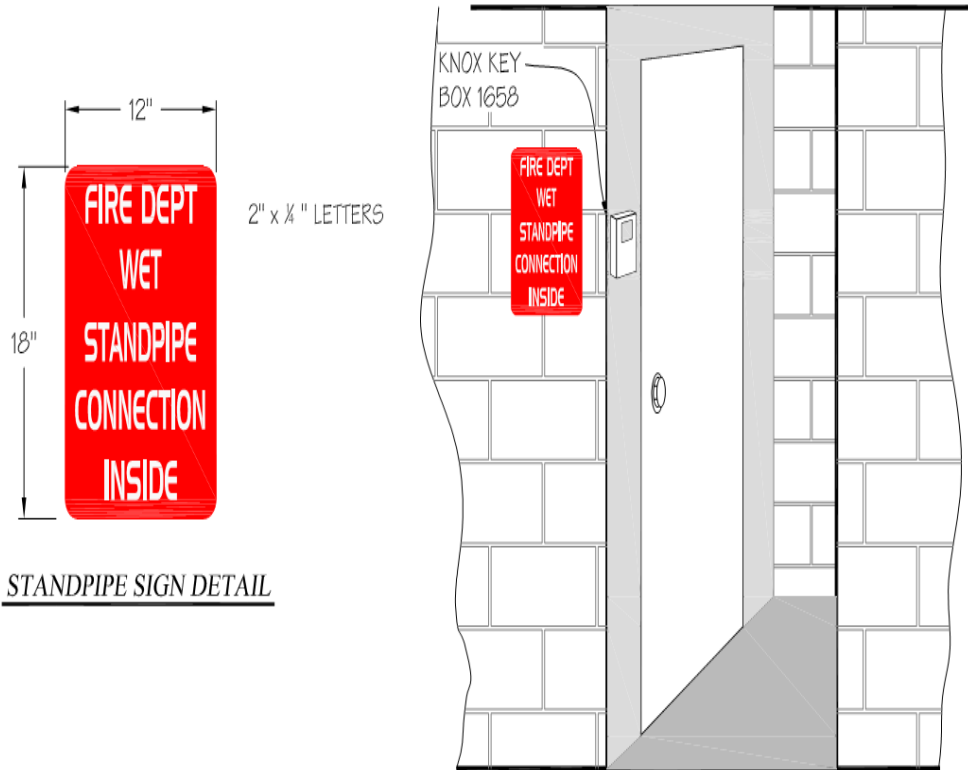 12"
FIRE DEPT
WET
STANDPIPE
CONNECTION
INSIDE
18"
2" x ¼ " LETTERS
STANDPIPE SIGN DETAIL
KNOX KEY
BOX 1658
FIRE DEPT
WET
STANDPIPE
CONNECTION
INSIDE